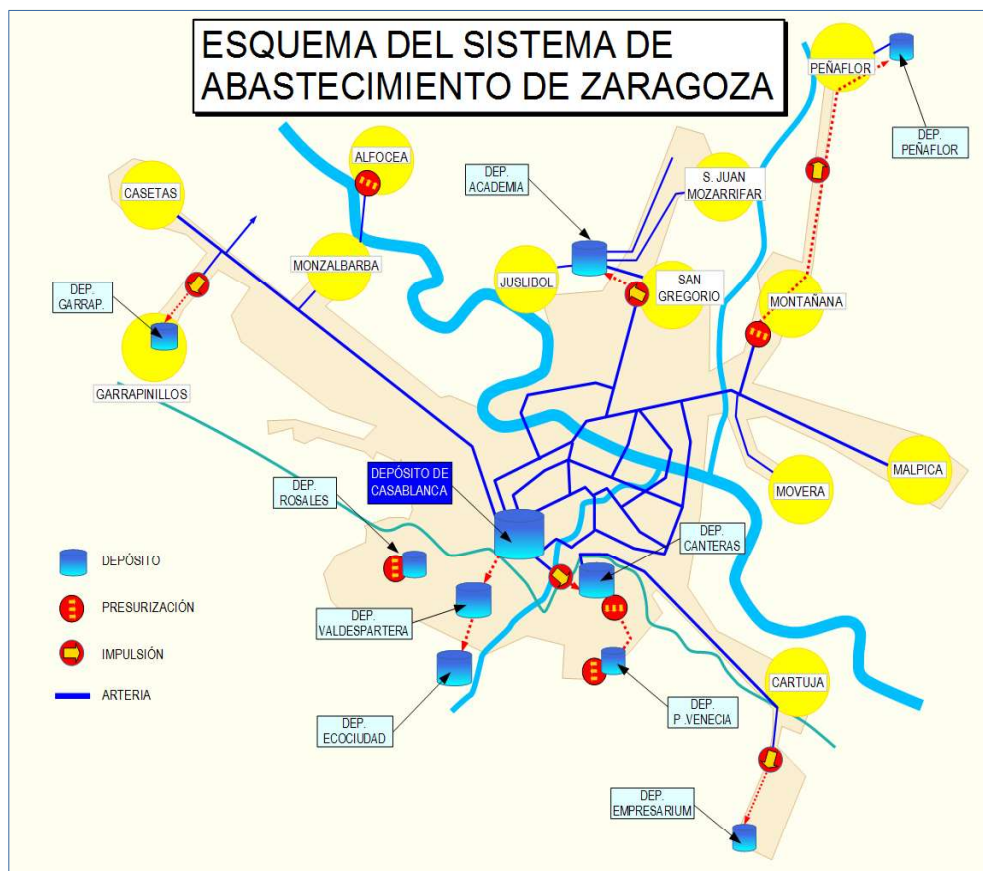 ESQUEMA DEL SISTEMA DE
ABASTECIMIENTO DE ZARAGOZA
PEÑAFLOR
DEP.
PEÑAFLOR
ALFOCEA
DEP.
ACADEMIA
S. JUAN
MOZARRIFAR
CASETAS
MONZALBARBA
JUSLIDOL
SAN
GREGORIO
MONTAÑANA
DEP.
GARRAP.
GARRAPINILLOS
DEPÓSITO DE
CASABLANCA
DEP.
ROSALES
MALPICA
MOVERA
DEP.
CANTERAS
DEPÓSITO
PRESURIZACIÓN
IMPULSIÓN
ARTERIA
DEP.
VALDESPARTERA
DEP.
ECOCIUDAD
CARTUJA
DEP.
P .VENECIA
DEP.
EMPRESARIUM